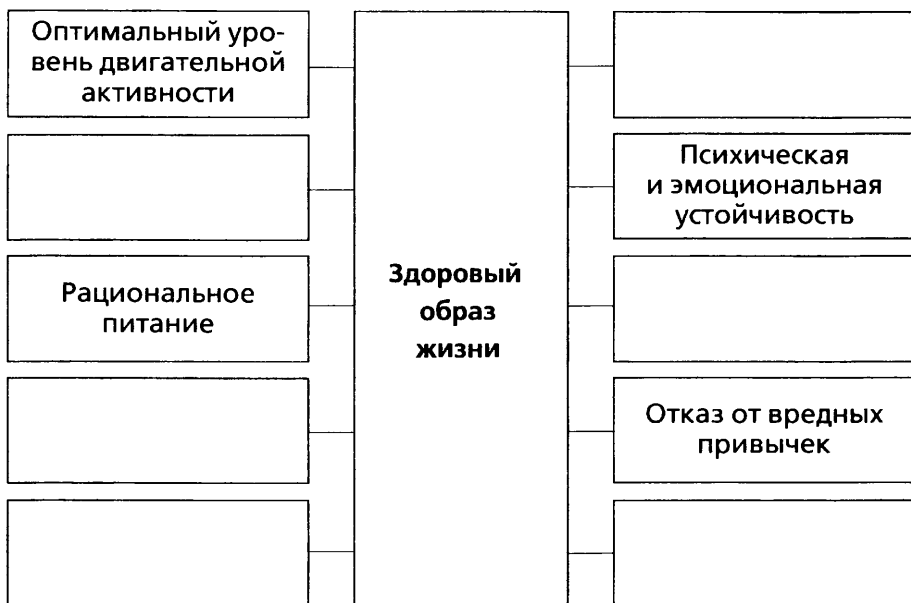 Оптимальный уро-
вень двигательной
активности
Рациональное
питание
Здоровый
образ
жизни
Психическая
и эмоциональная
устойчивость
Отказ от вредных
привычек